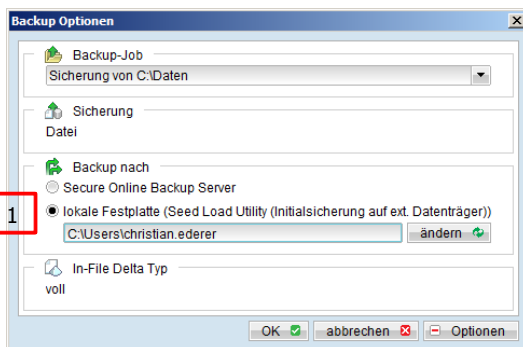 Backup Optionen
Backup-Job
Sicherung von C:\Daten
Sicherung
Datei
Backup nach
Secure Online Backup Server
1
lokale Festplatte (Seed Load Utility (Initialsicherung auf ext. Datenträger))
C:\Users\christian.ederer
ändern
In-File Delta Typ
voll
OK
abbrechen
Optionen